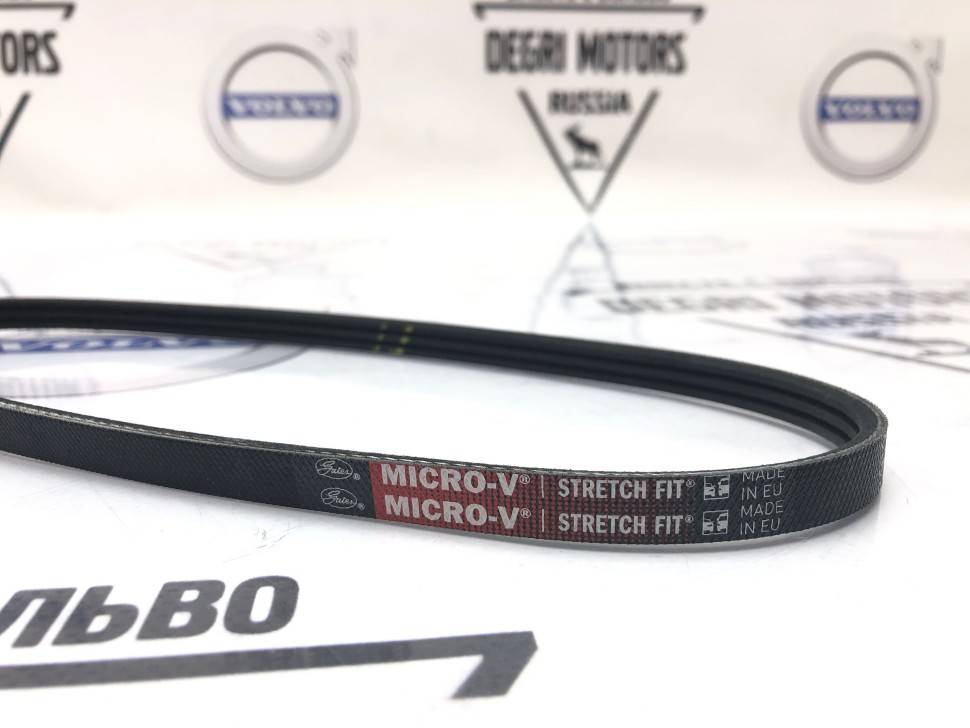 ORS
VOLVO
DEGRI MOTORS
RUSSIA
VOLVO
Gates® MICRO-V® | STRETCH FIT® MADE IN EU
Gates® MICRO-V® | STRETCH FIT® MADE IN EU
ЛЬВО